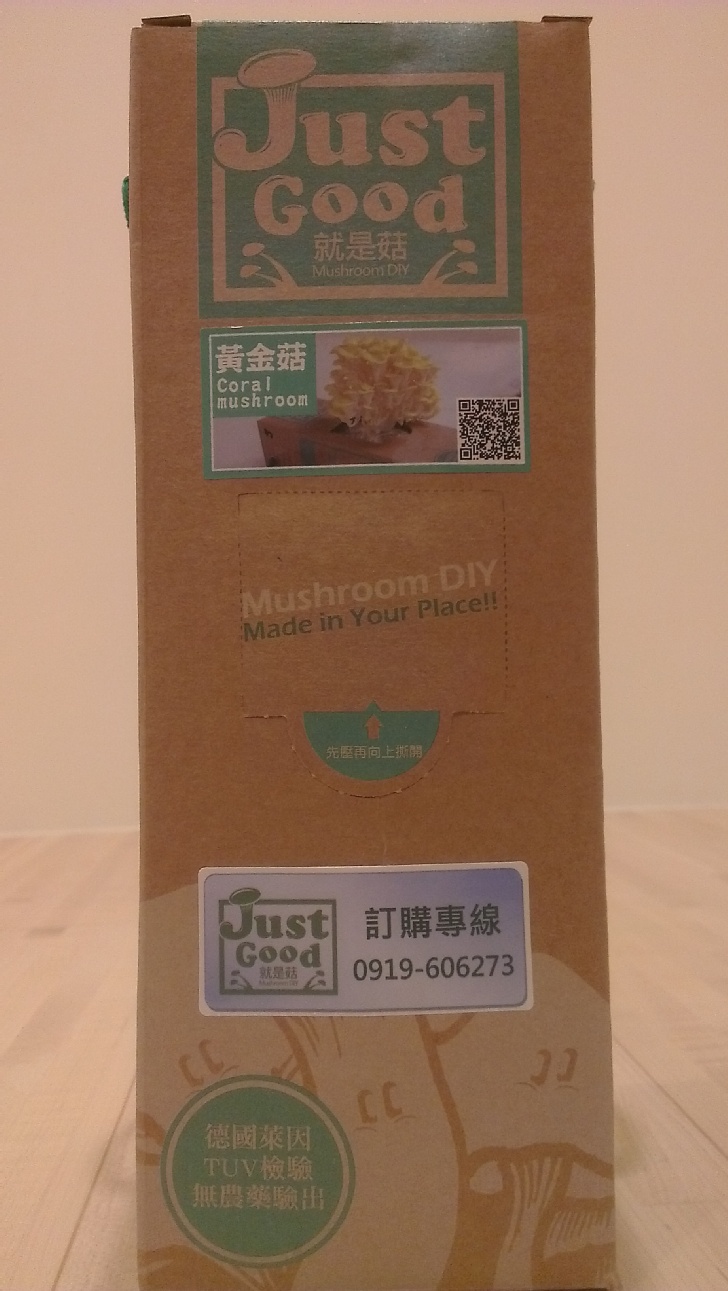 Just
Good
就是菇
Mushroom DIY
黃金菇
Coral
mushroom
Mushroom DIY
Made in Your Place!!
先壓再向上撕開
Just
Good
就是菇
Mushroom DIY
訂購專線
0919-606273
德國萊因
TUV檢驗
無農藥驗出